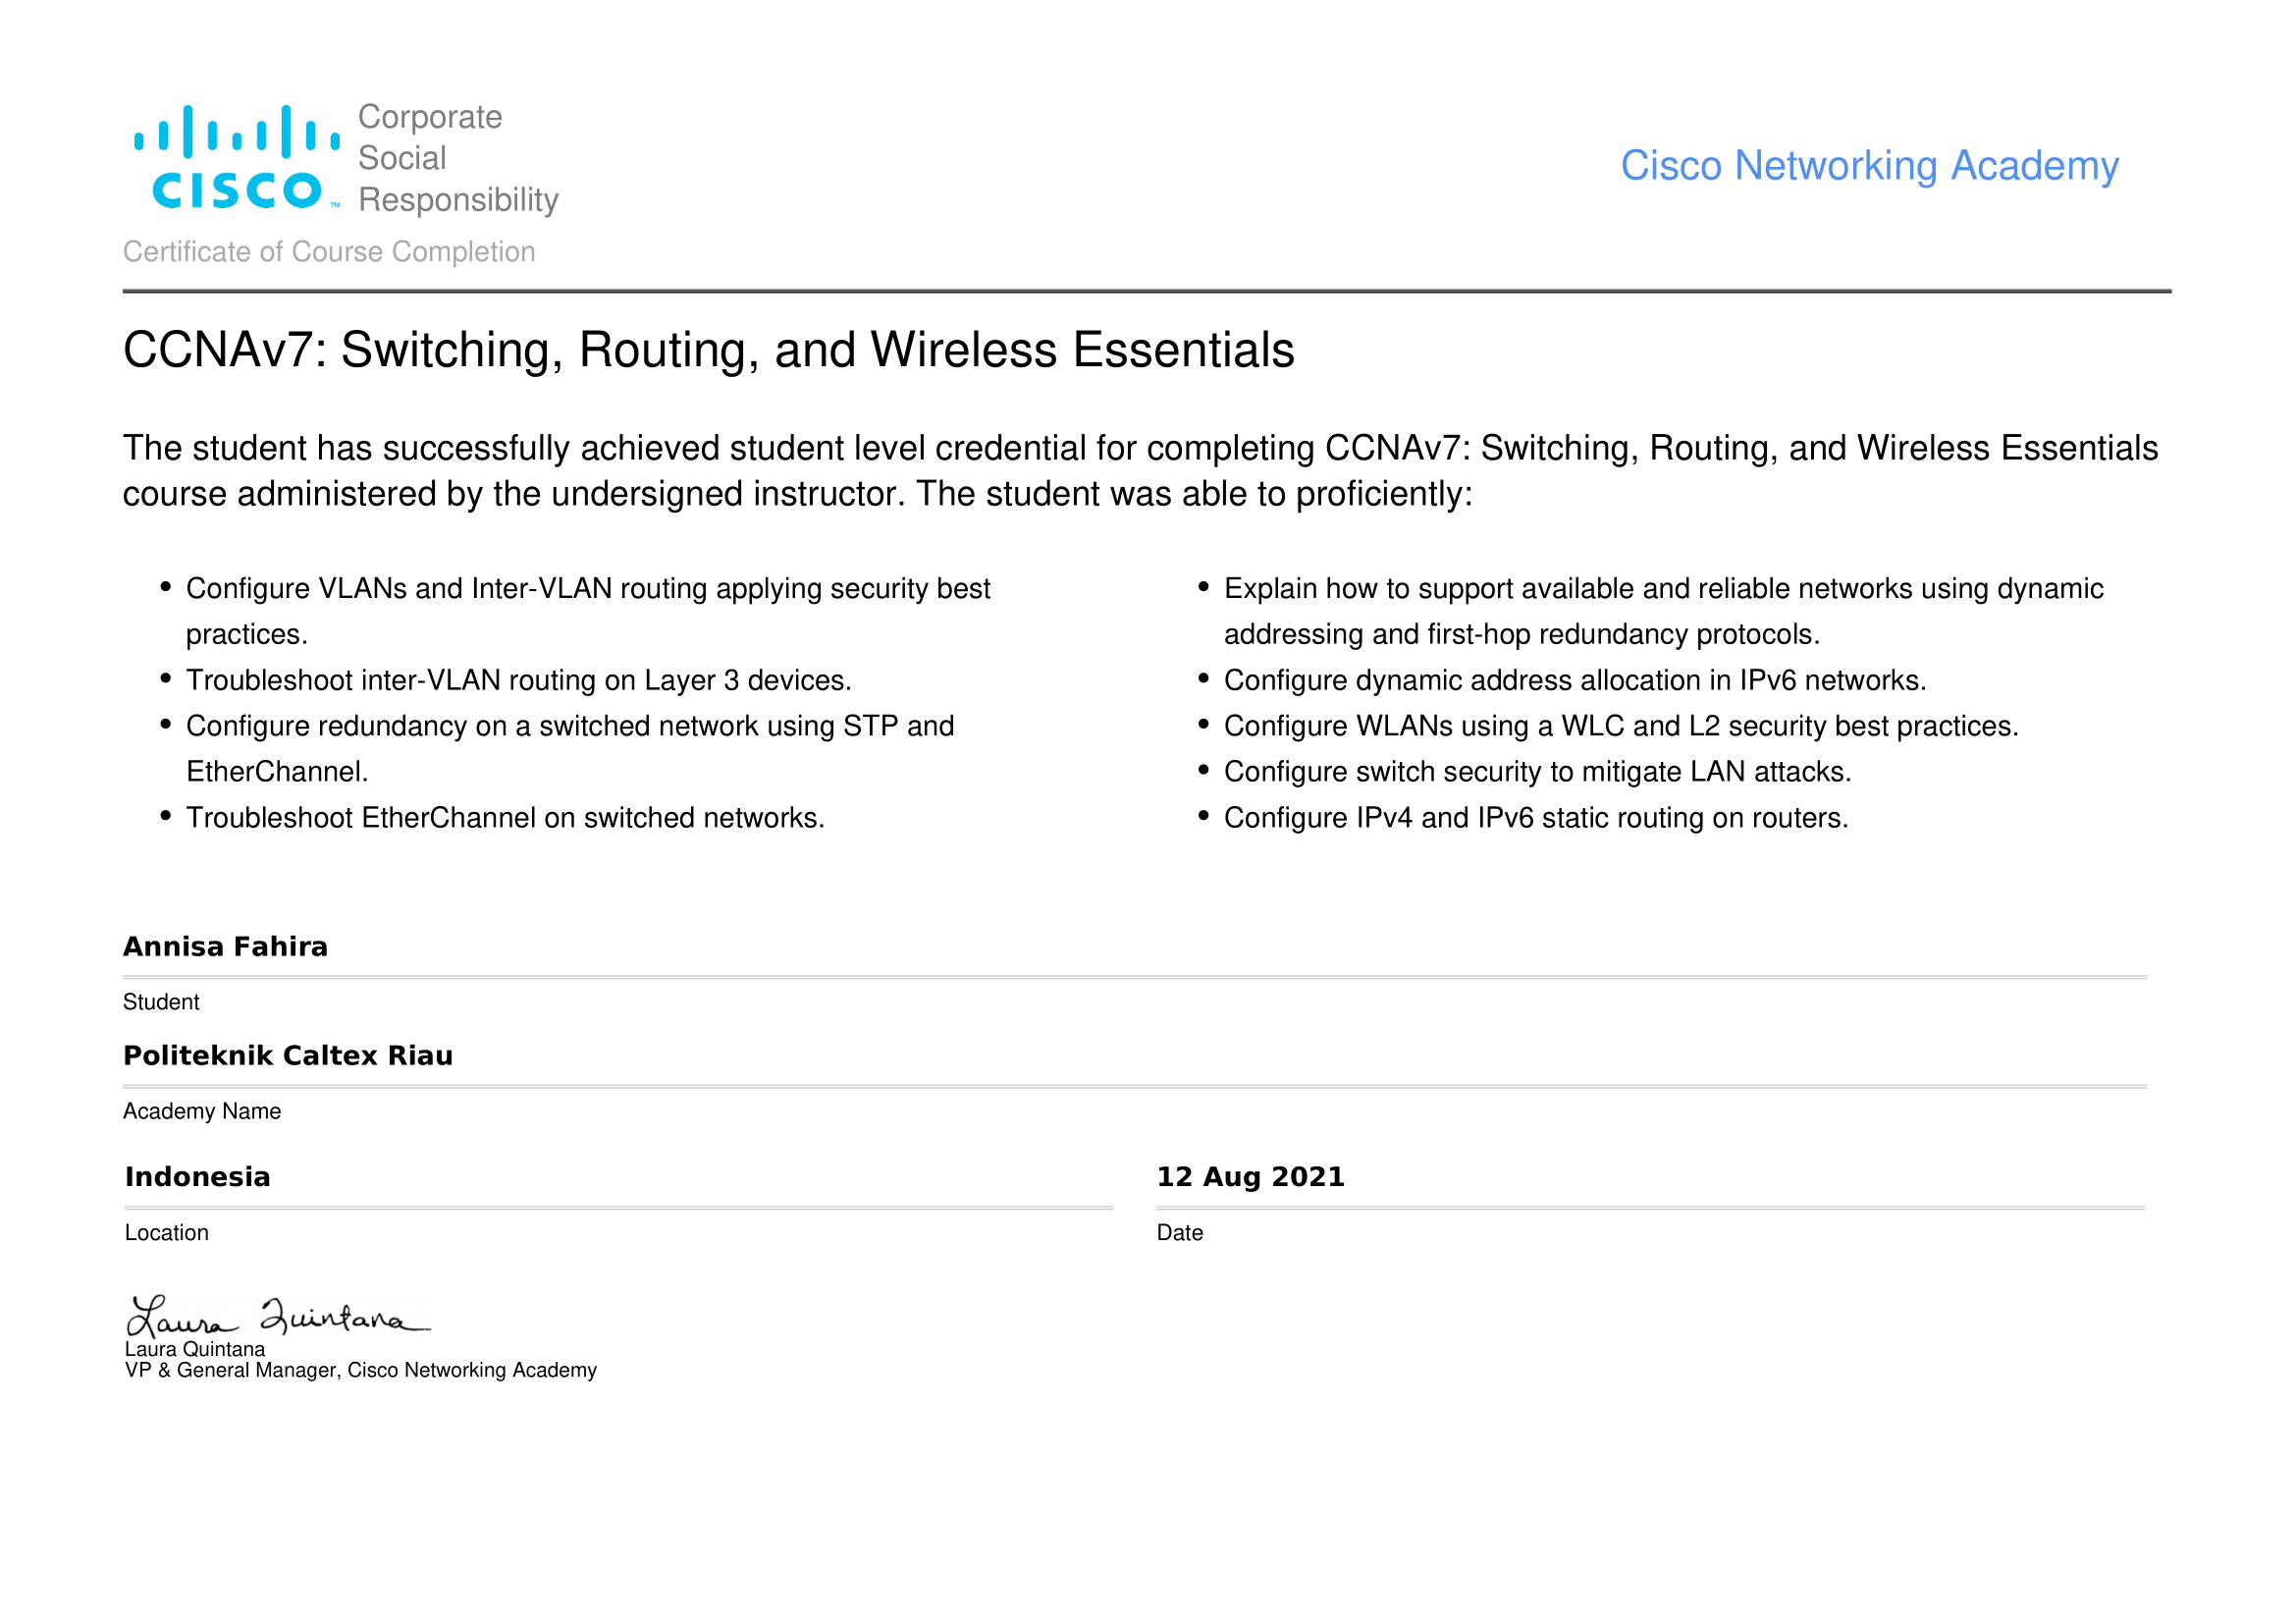 Corporate
Social
Responsibility
CISCO™
Cisco Networking Academy
Certificate of Course Completion
CCNAv7: Switching, Routing, and Wireless Essentials
The student has successfully achieved student level credential for completing CCNAv7: Switching, Routing, and Wireless Essentials
course administered by the undersigned instructor. The student was able to proficiently:
• Configure VLANs and Inter-VLAN routing applying security best
practices.
• Troubleshoot inter-VLAN routing on Layer 3 devices.
• Configure redundancy on a switched network using STP and
EtherChannel.
• Troubleshoot EtherChannel on switched networks.
• Explain how to support available and reliable networks using dynamic
addressing and first-hop redundancy protocols.
• Configure dynamic address allocation in IPv6 networks.
• Configure WLANs using a WLC and L2 security best practices.
• Configure switch security to mitigate LAN attacks.
• Configure IPv4 and IPv6 static routing on routers.
Annisa Fahira
Student
Politeknik Caltex Riau
Academy Name
Indonesia
Location
12 Aug 2021
Date
Laura Quintana
Laura Quintana
VP & General Manager, Cisco Networking Academy